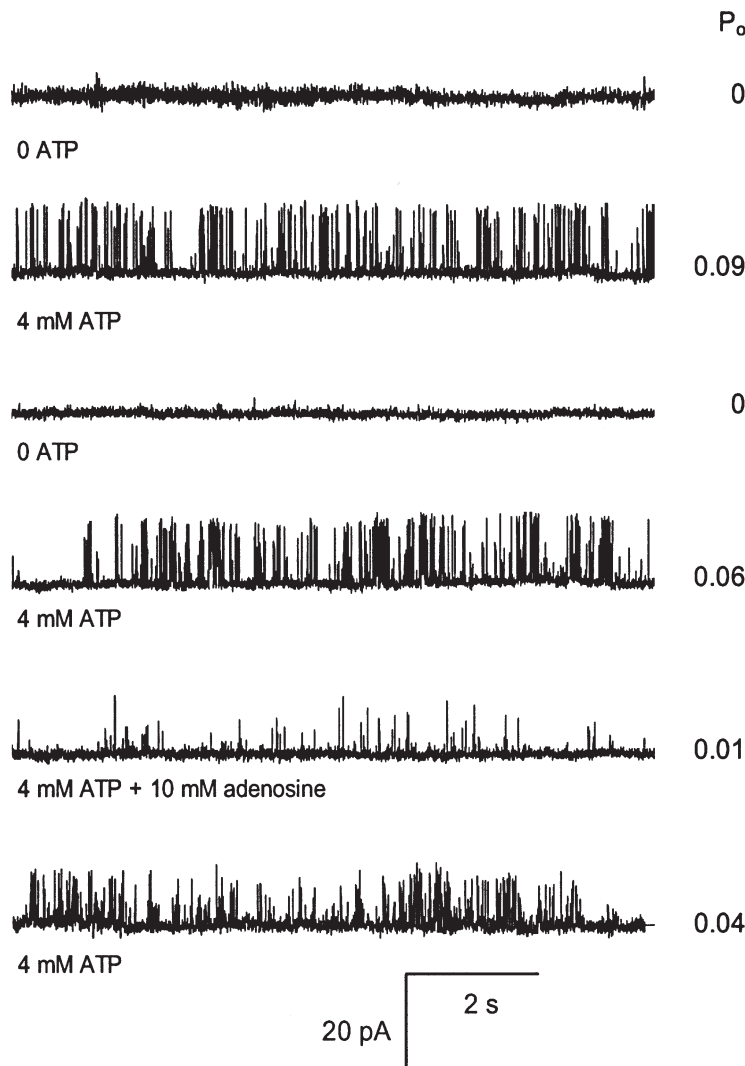 Po
0
0 ATP
0.09
4 mM ATP
0
0 ATP
0.06
4 mM ATP
0.01
4 mM ATP + 10 mM adenosine
0.04
4 mM ATP
2 s
20 pA